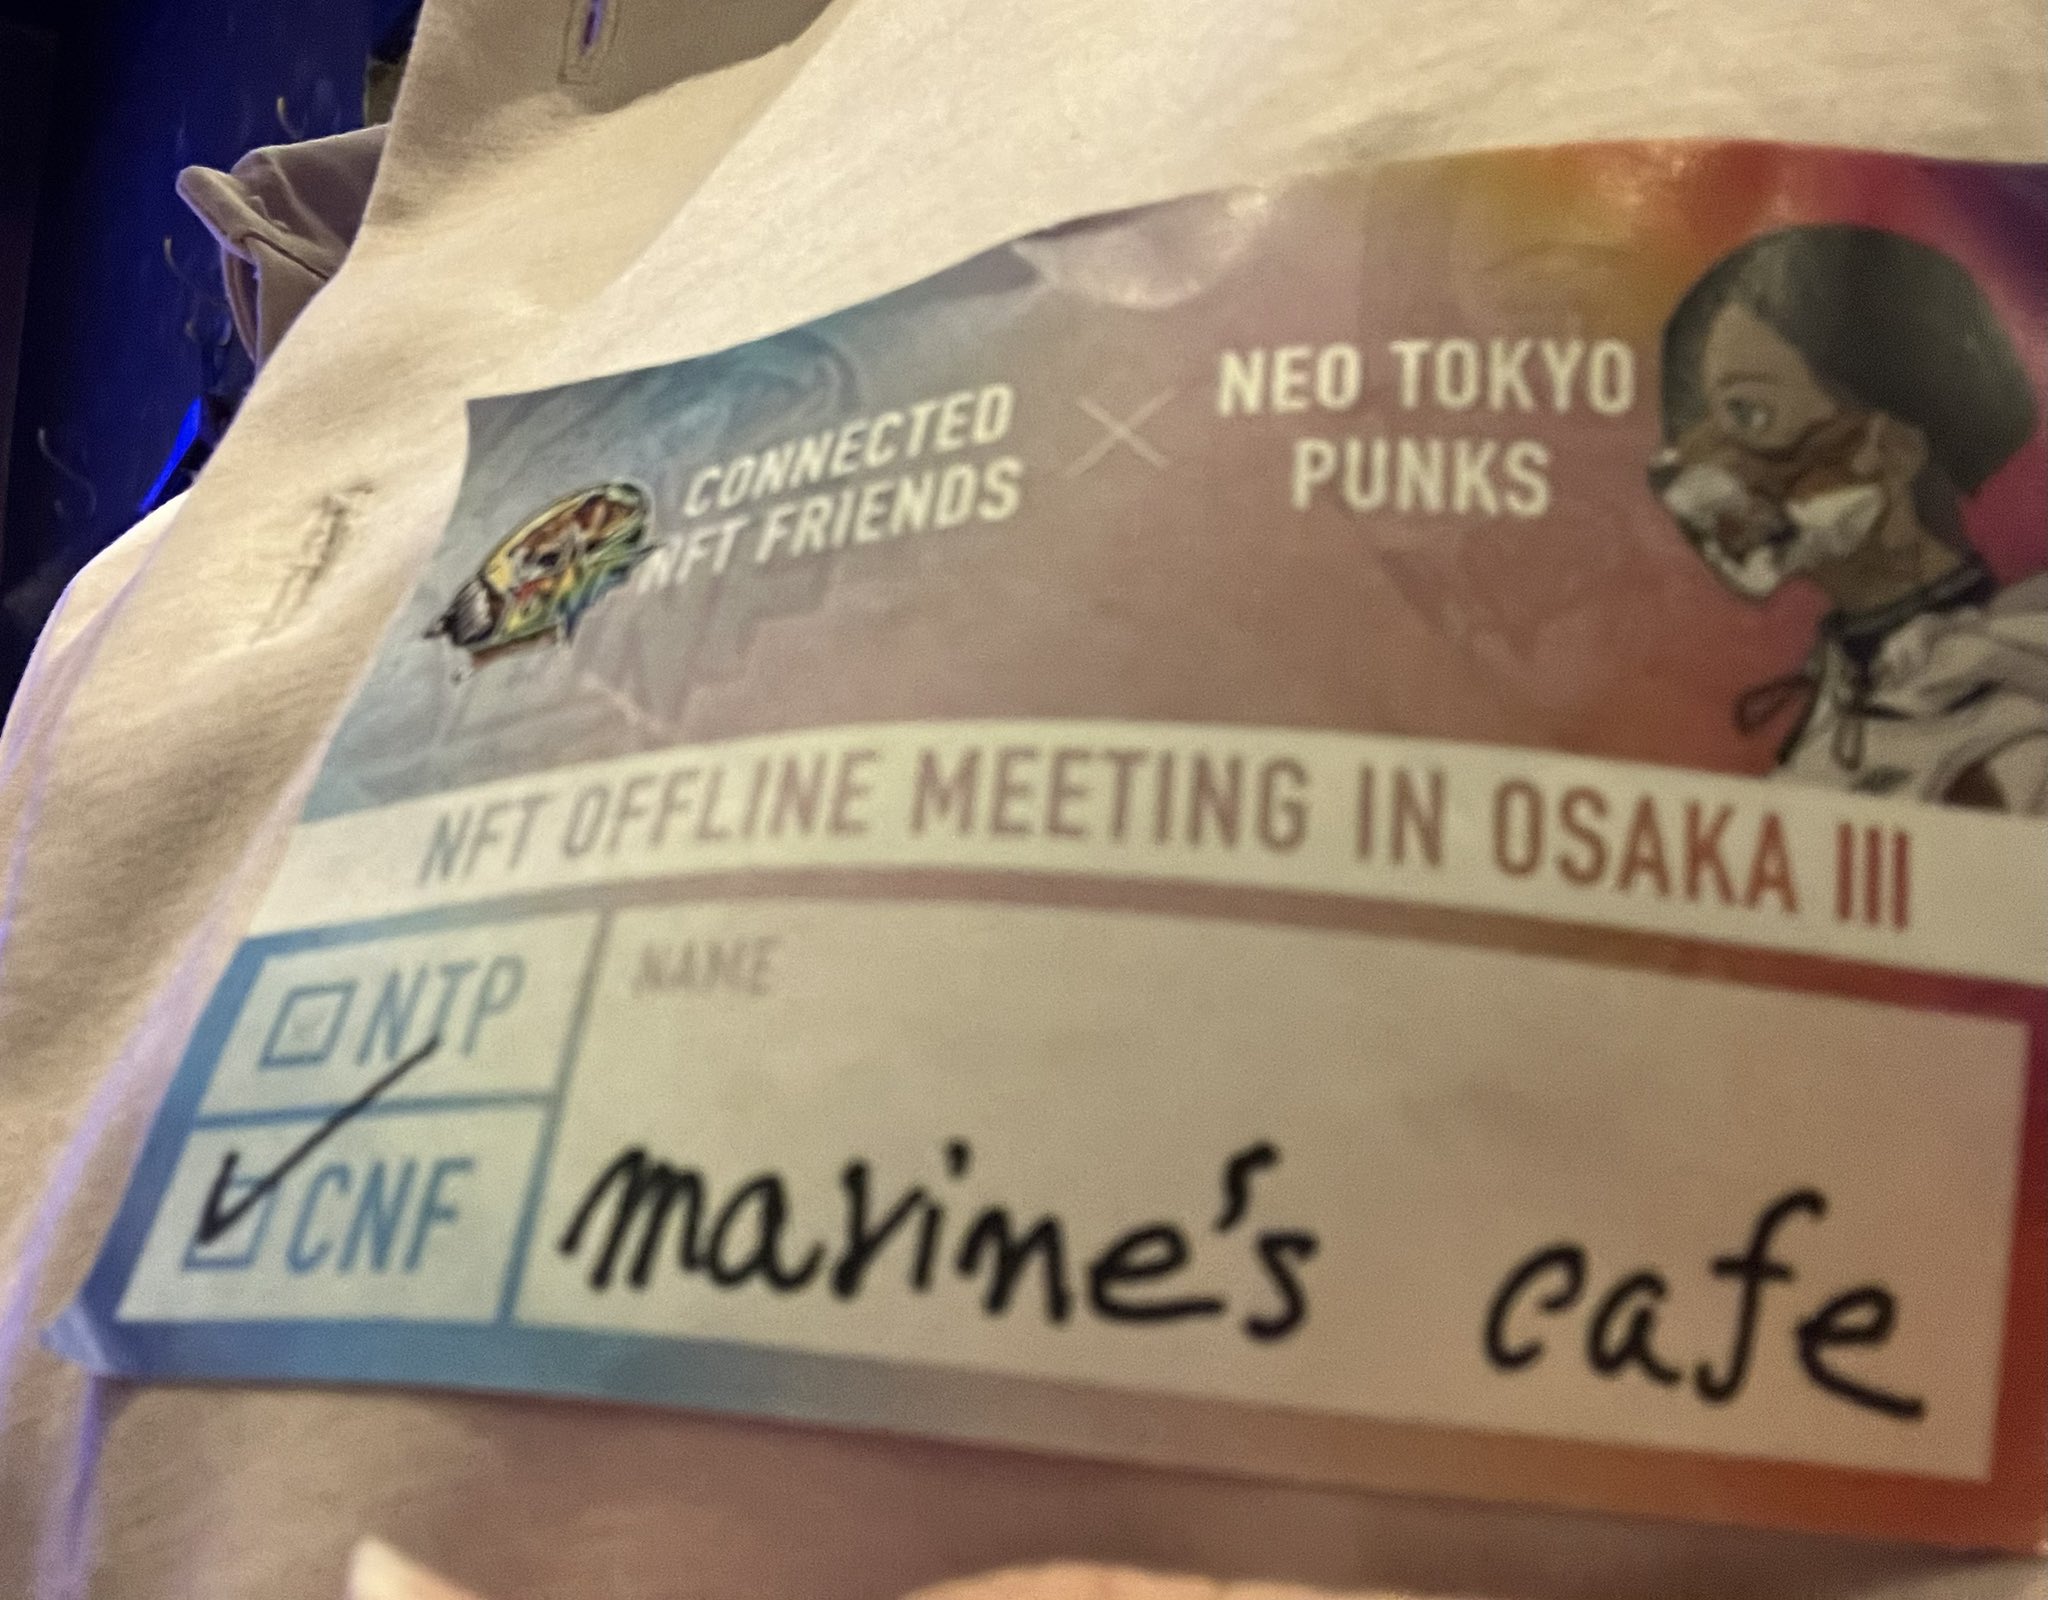 CONNECTED
NFT FRIENDS
×
NEO TOKYO
PUNKS
NFT OFFLINE MEETING IN OSAKA III
NTP
CNF
NAME
marine's cafe